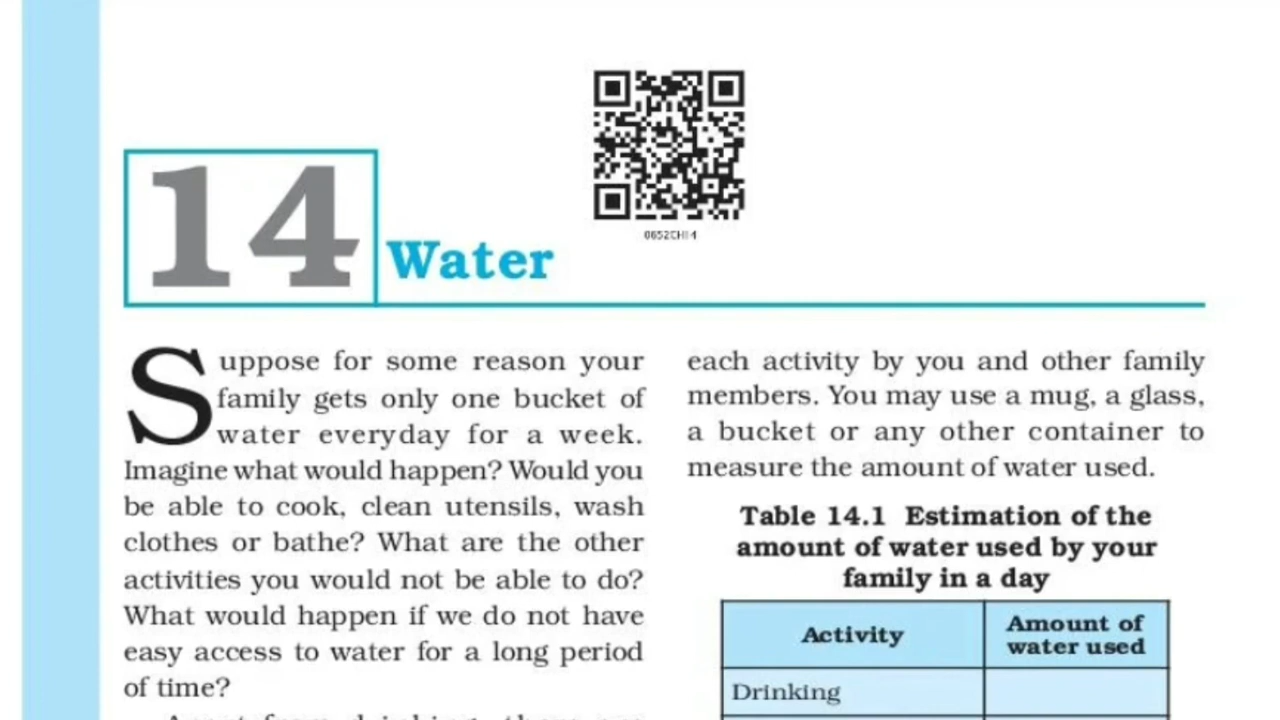 0652CH14
14
Water
Suppose for some reason your
family gets only one bucket of
water everyday for a week.
Imagine what would happen? Would you
be able to cook, clean utensils, wash
clothes or bathe? What are the other
activities you would not be able to do?
What would happen if we do not have
easy access to water for a long period
of time?
each activity by you and other family
members. You may use a mug, a glass,
a bucket or any other container to
measure the amount of water used.
Table 14.1 Estimation of the
amount of water used by your
family in a day
Activity
Amount of
water used
Drinking